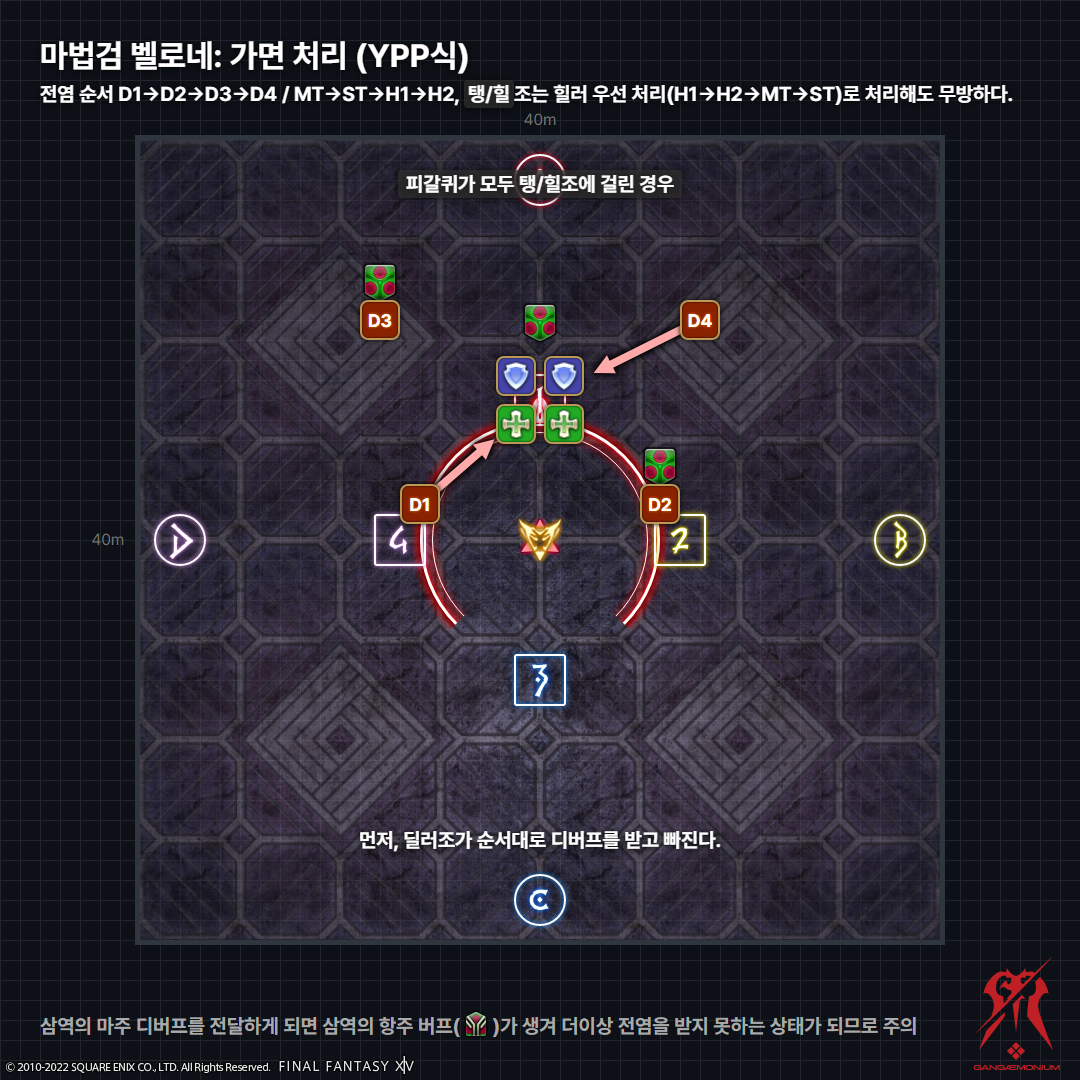 마법검 벨로네: 가면 처리 (YPP식)
전염 순서 D1→D2→D3→D4 / MT→ST→H1→H2, 탱/힐 조는 힐러 우선 처리(H1→H2→MT→ST)로 처리해도 무방하다.
40m
피갈퀴가 모두 탱/힐조에 걸린 경우
D3
D4
D1
D2
40m
D
4
2
B
3
먼저, 딜러조가 순서대로 디버프를 받고 빠진다.
C
삼역의 마주 디버프를 전달하게 되면 삼역의 항주 버프( )가 생겨 더이상 전염을 받지 못하는 상태가 되므로 주의
GANGÆMONIUM
© 2010-2022 SQUARE ENIX CO., LTD. All Rights Reserved. FINAL FANTASY XIV